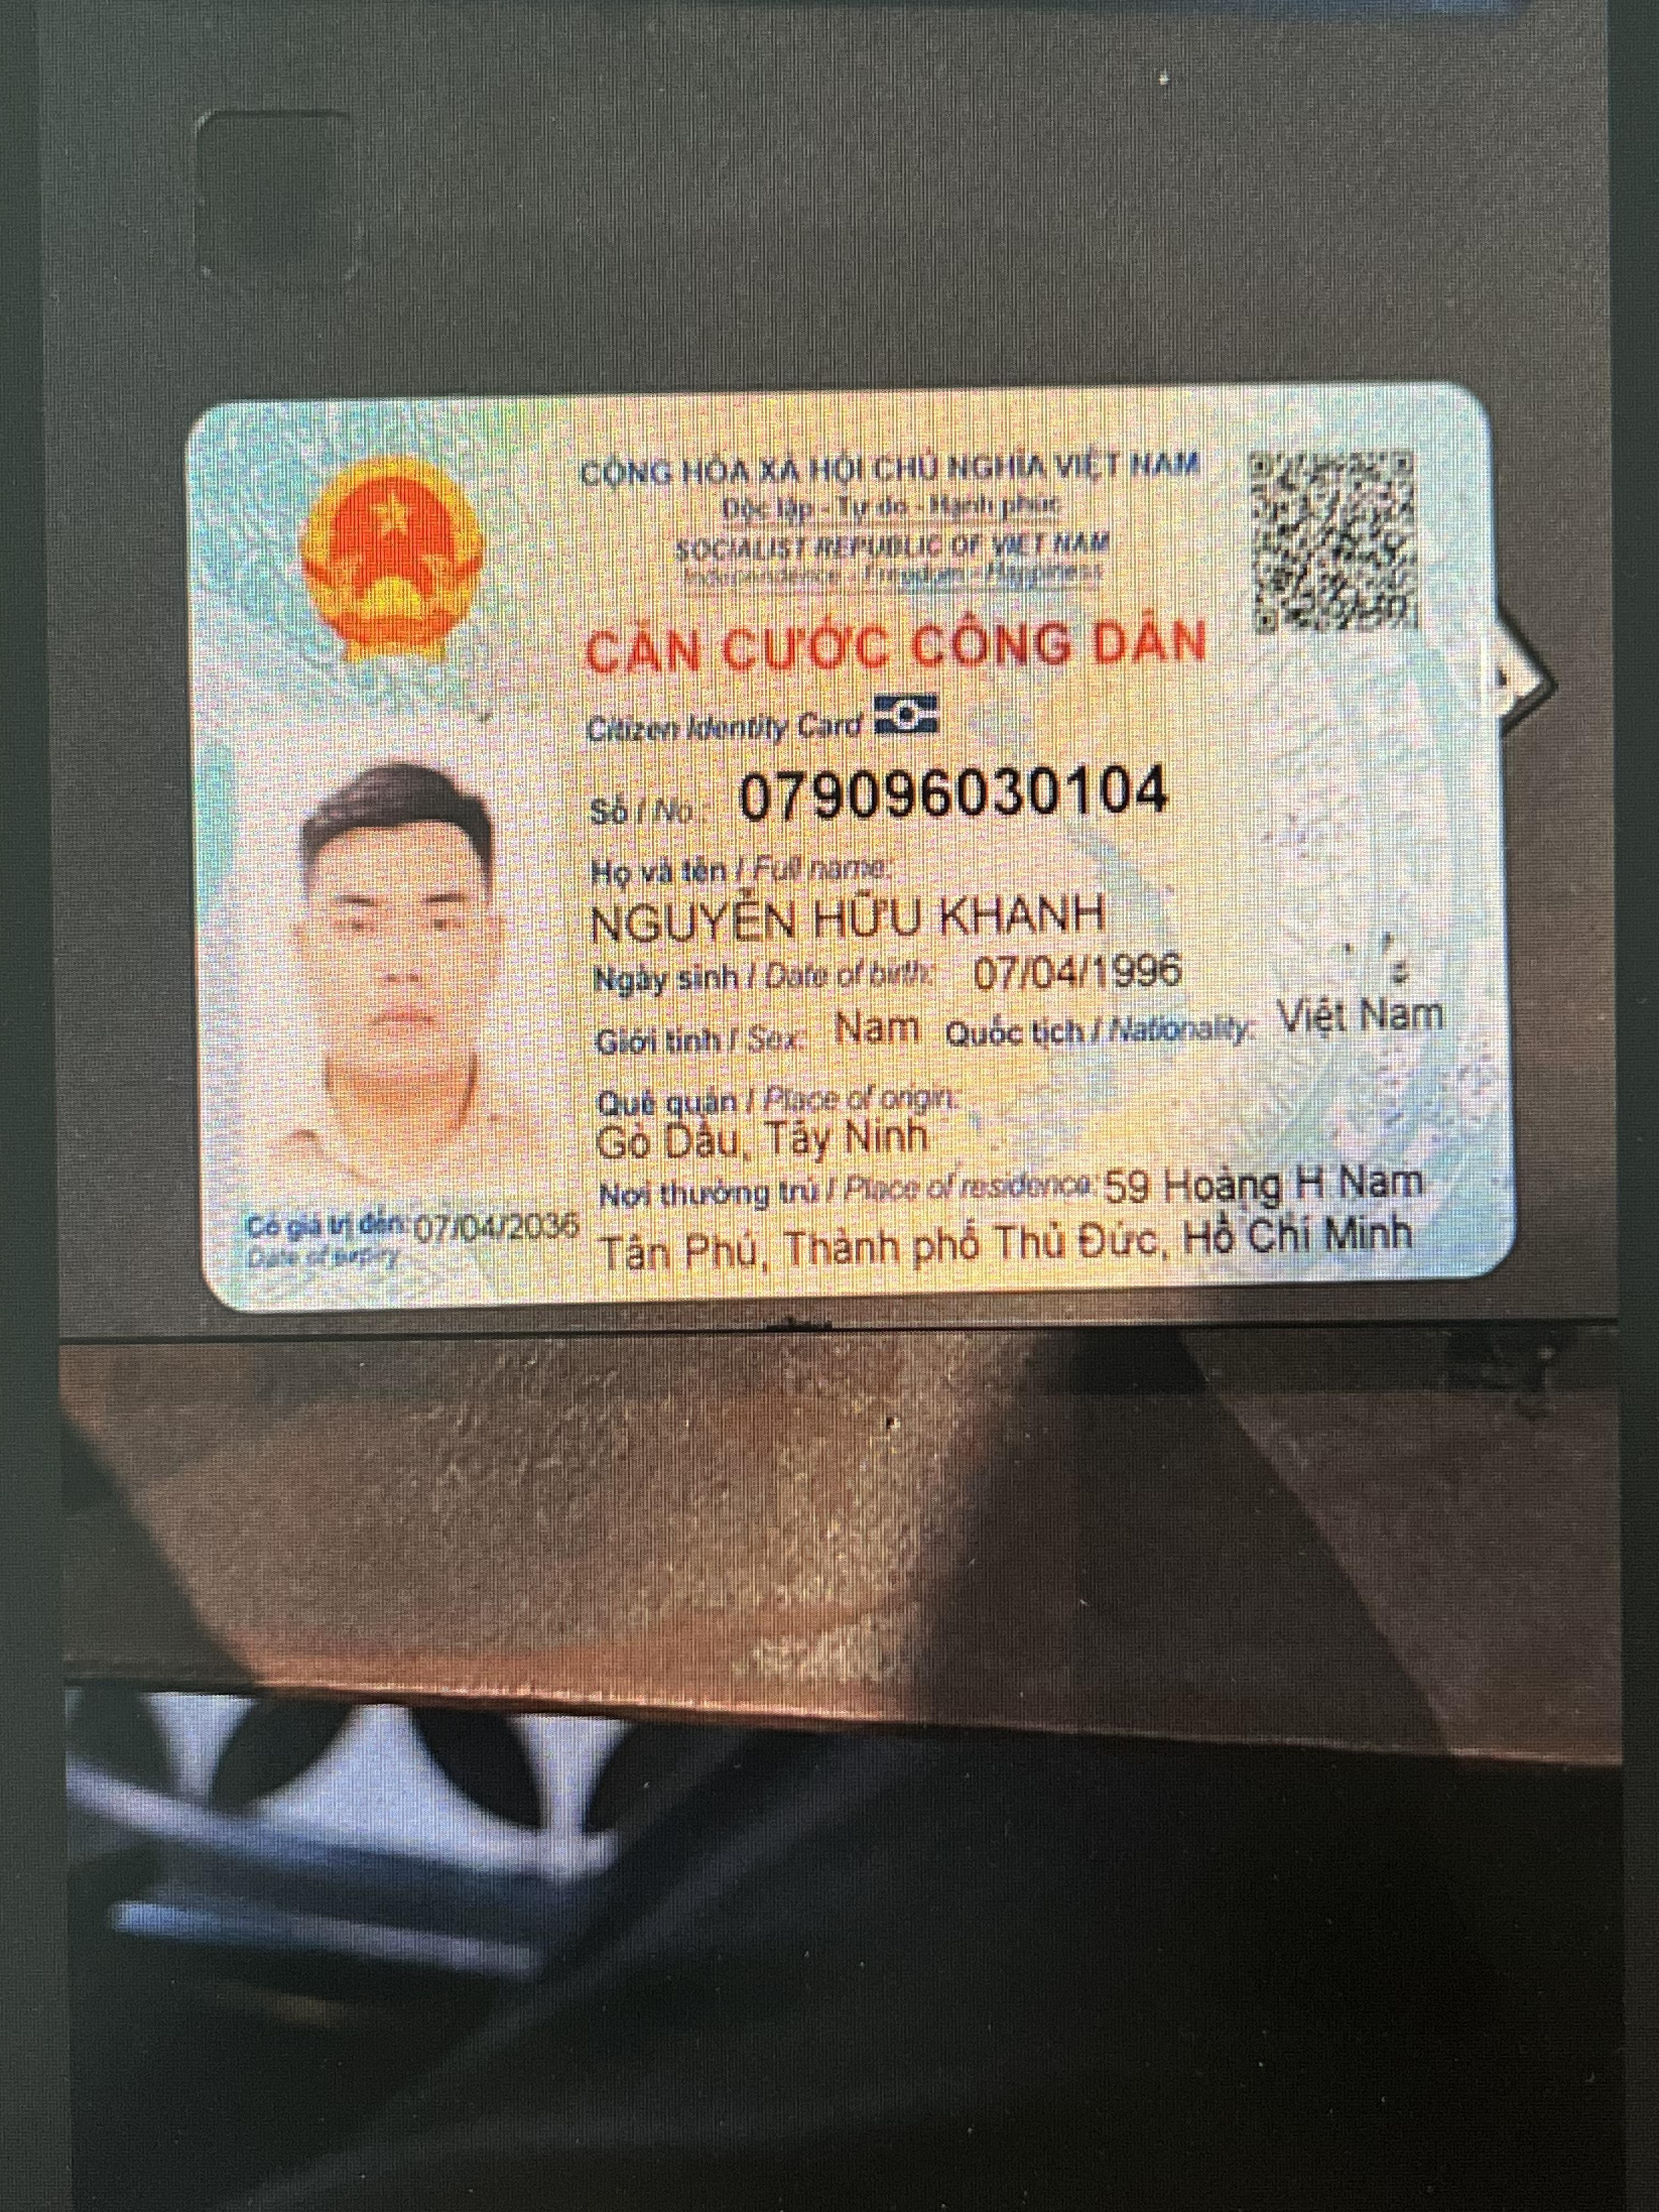 CỘNG HÒA XÃ HỘI CHỦ NGHĨA VIỆT NAM
Độc lập - Tự do - Hạnh phúc
SOCIALIST REPUBLIC OF VIET NAM
Independence - Freedom - Happiness
CĂN CƯỚC CÔNG DÂN
Citizen Identity Card
Số / No.: 079096030104
Họ và tên / Full name:
NGUYỄN HỮU KHANH
Ngày sinh / Date of birth: 07/04/1996
Giới tính / Sex: Nam Quốc tịch / Nationality: Việt Nam
Quê quán / Place of origin:
Gò Dầu, Tây Ninh
Nơi thường trú / Place of residence: 59 Hoàng H Nam
Tân Phú, Thành phố Thủ Đức, Hồ Chí Minh
Có giá trị đến: 07/04/2036
Date of expiry